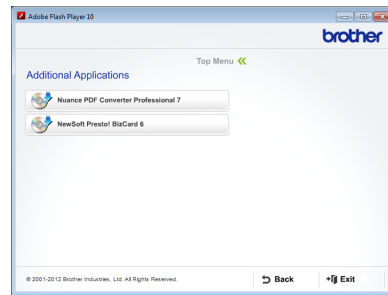 Adobe Flash Player 10
brother
Top Menu
Additional Applications
Nuance PDF Converter Professional 7
NewSoft Presto! BizCard 6
© 2001-2012 Brother Industries, Ltd. All Rights Reserved.
Back
Exit